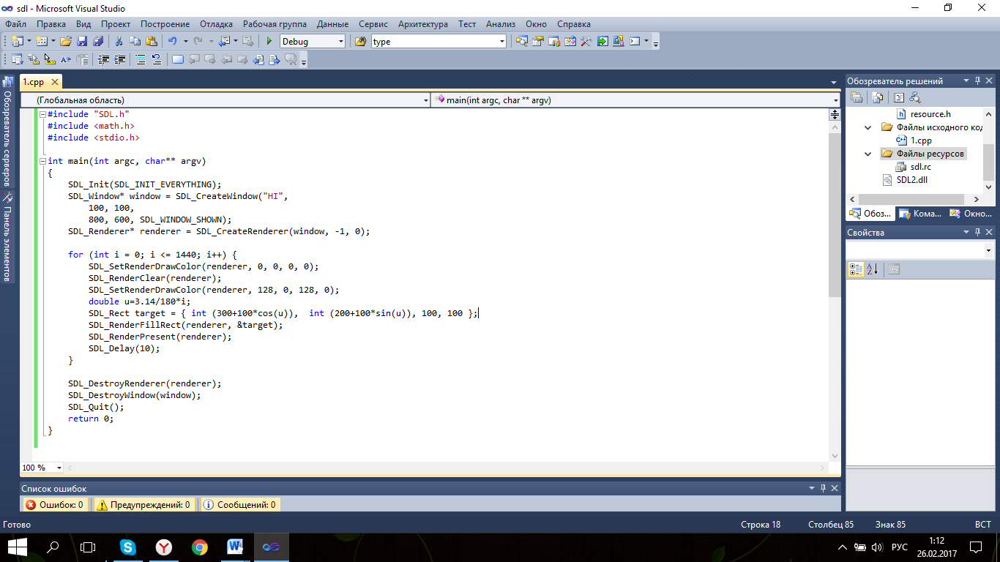 sdl - Microsoft Visual Studio
Файл Правка Вид Проект Построение Отладка Рабочая группа Данные Сервис Архитектура Тест Анализ Окно Справка
Debug type
1.cpp
(Глобальная область) main(int argc, char ** argv)
#include "SDL.h"
#include <math.h>
#include <stdio.h>
int main(int argc, char** argv)
{
SDL_Init(SDL_INIT_EVERYTHING);
SDL_Window* window = SDL_CreateWindow("HI",
100, 100,
800, 600, SDL_WINDOW_SHOWN);
SDL_Renderer* renderer = SDL_CreateRenderer(window, -1, 0);
for (int i = 0; i <= 1440; i++) {
SDL_SetRenderDrawColor(renderer, 0, 0, 0, 0);
SDL_RenderClear(renderer);
SDL_SetRenderDrawColor(renderer, 128, 0, 128, 0);
double u=3.14/180*i;
SDL_Rect target = { int (300+100*cos(u)),  int (200+100*sin(u)), 100, 100 };
SDL_RenderFillRect(renderer, &target);
SDL_RenderPresent(renderer);
SDL_Delay(10);
}
SDL_DestroyRenderer(renderer);
SDL_DestroyWindow(window);
SDL_Quit();
return 0;
}
100 %
Обозреватель серверов
Панель элементов
Обозреватель решений
resource.h
Файлы исходного код
1.cpp
Файлы ресурсов
sdl.rc
SDL2.dll
Обоз... Кома... Окно...
Свойства
Список ошибок
Ошибок: 0 Предупреждений: 0 Сообщений: 0
Готово Строка 18 Столбец 85 Знак 85 ВСТ
РУС
1:12
26.02.2017